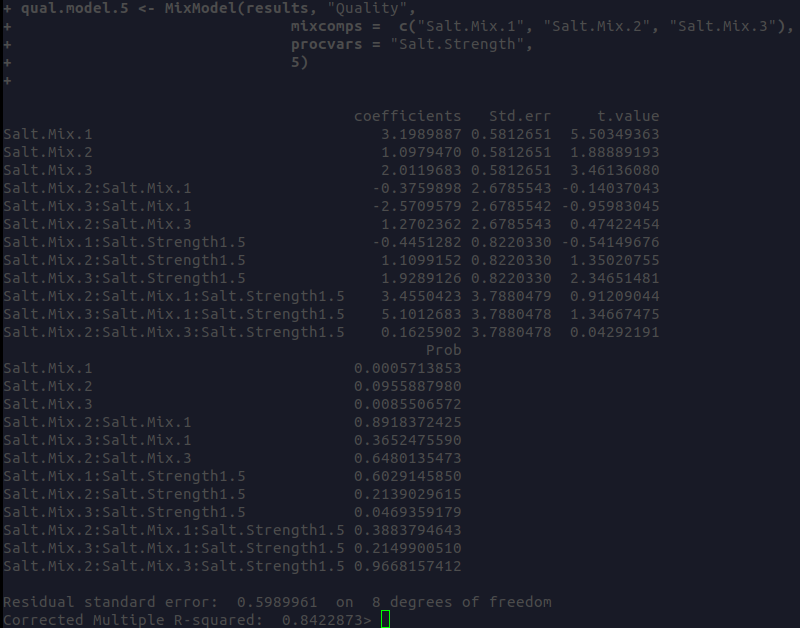 + qual.model.5 <- MixModel(results, "Quality",
+ mixcomps = c("Salt.Mix.1", "Salt.Mix.2", "Salt.Mix.3"),
+ procvars = "Salt.Strength",
+ 5)
+
coefficients Std.err t.value
Salt.Mix.1 3.1989887 0.5812651 5.50349363
Salt.Mix.2 1.0979470 0.5812651 1.88889193
Salt.Mix.3 2.0119683 0.5812651 3.46136080
Salt.Mix.2:Salt.Mix.1 -0.3759898 2.6785543 -0.14037043
Salt.Mix.3:Salt.Mix.1 -2.5709579 2.6785542 -0.95983045
Salt.Mix.2:Salt.Mix.3 1.2702362 2.6785543 0.47422454
Salt.Mix.1:Salt.Strength1.5 -0.4451282 0.8220330 -0.54149676
Salt.Mix.2:Salt.Strength1.5 1.1099152 0.8220330 1.35020755
Salt.Mix.3:Salt.Strength1.5 1.9289126 0.8220330 2.34651481
Salt.Mix.2:Salt.Mix.1:Salt.Strength1.5 3.4550423 3.7880479 0.91209044
Salt.Mix.3:Salt.Mix.1:Salt.Strength1.5 5.1012683 3.7880478 1.34667475
Salt.Mix.2:Salt.Mix.3:Salt.Strength1.5 0.1625902 3.7880478 0.04292191
Prob
Salt.Mix.1 0.0005713853
Salt.Mix.2 0.0955887980
Salt.Mix.3 0.0085506572
Salt.Mix.2:Salt.Mix.1 0.8918372425
Salt.Mix.3:Salt.Mix.1 0.3652475590
Salt.Mix.2:Salt.Mix.3 0.6480135473
Salt.Mix.1:Salt.Strength1.5 0.6029145850
Salt.Mix.2:Salt.Strength1.5 0.2139029615
Salt.Mix.3:Salt.Strength1.5 0.0469359179
Salt.Mix.2:Salt.Mix.1:Salt.Strength1.5 0.3883794643
Salt.Mix.3:Salt.Mix.1:Salt.Strength1.5 0.2149900510
Salt.Mix.2:Salt.Mix.3:Salt.Strength1.5 0.9668157412
Residual standard error: 0.5989961 on 8 degrees of freedom
Corrected Multiple R-squared: 0.8422873>